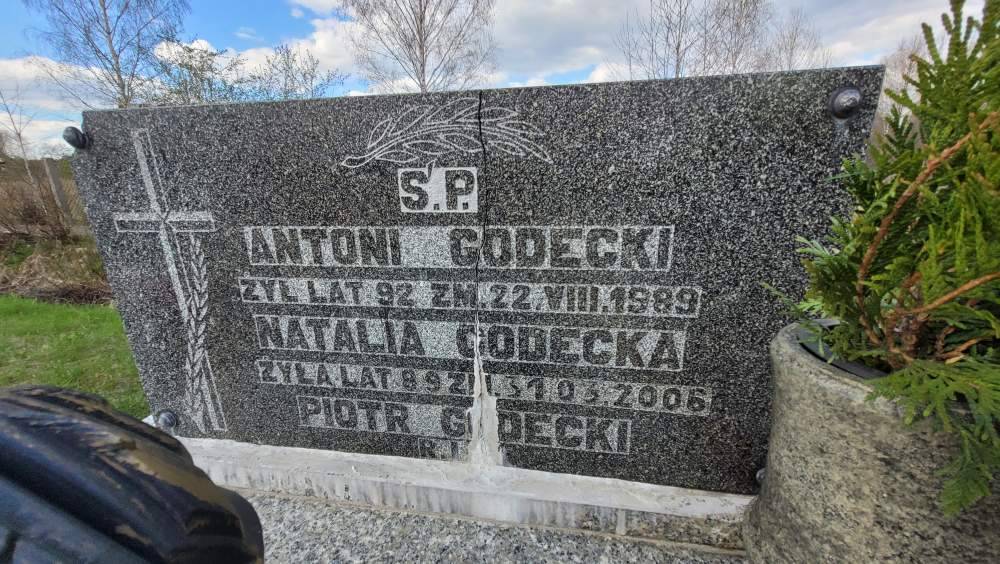 Ś.P.
ANTONI GODECKI
ŻYŁ LAT 92 ZM. 22.VIII.1989
NATALIA GODECKA
ŻYŁA LAT 89 ZM 31 03 2006
PIOTR GODECKI